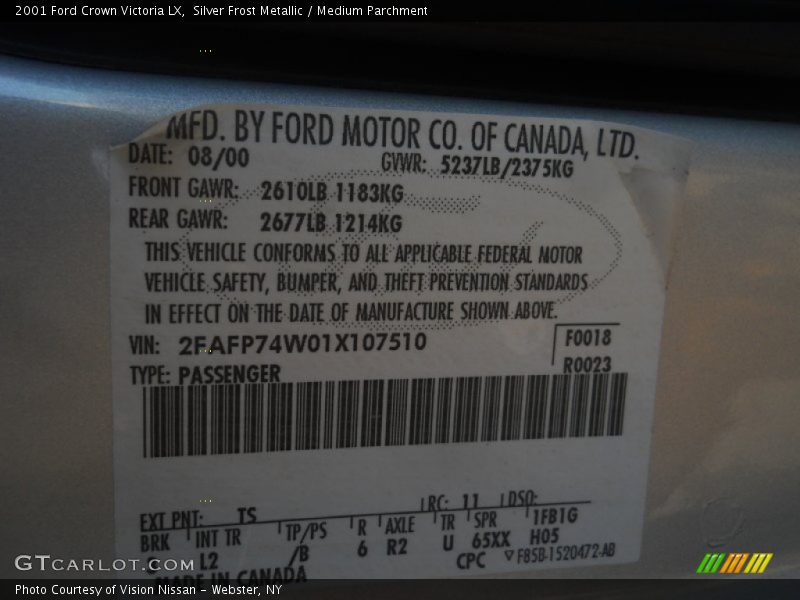 2001 Ford Crown Victoria LX, Silver Frost Metallic / Medium Parchment
MFD. BY FORD MOTOR CO. OF CANADA, LTD.
DATE: 08/00 GVWR: 5237LB/2375KG
FRONT GAWR: 2610LB 1183KG
REAR GAWR: 2677LB 1214KG
THIS VEHICLE CONFORMS TO ALL APPLICABLE FEDERAL MOTOR
VEHICLE SAFETY, BUMPER, AND THEFT PREVENTION STANDARDS
IN EFFECT ON THE DATE OF MANUFACTURE SHOWN ABOVE.
VIN: 2FAFP74W01X107510 F0018
TYPE: PASSENGER R0023
EXT PNT: TS RC: 11 DSO:
BRK INT TR TP/PS R AXLE TR SPR 1FB1G
C L2 /B 6 R2 U 65XX H05
MADE IN CANADA CPC ▽ F85B-1520472-AB
GTCARLOT.COM
Photo Courtesy of Vision Nissan - Webster, NY